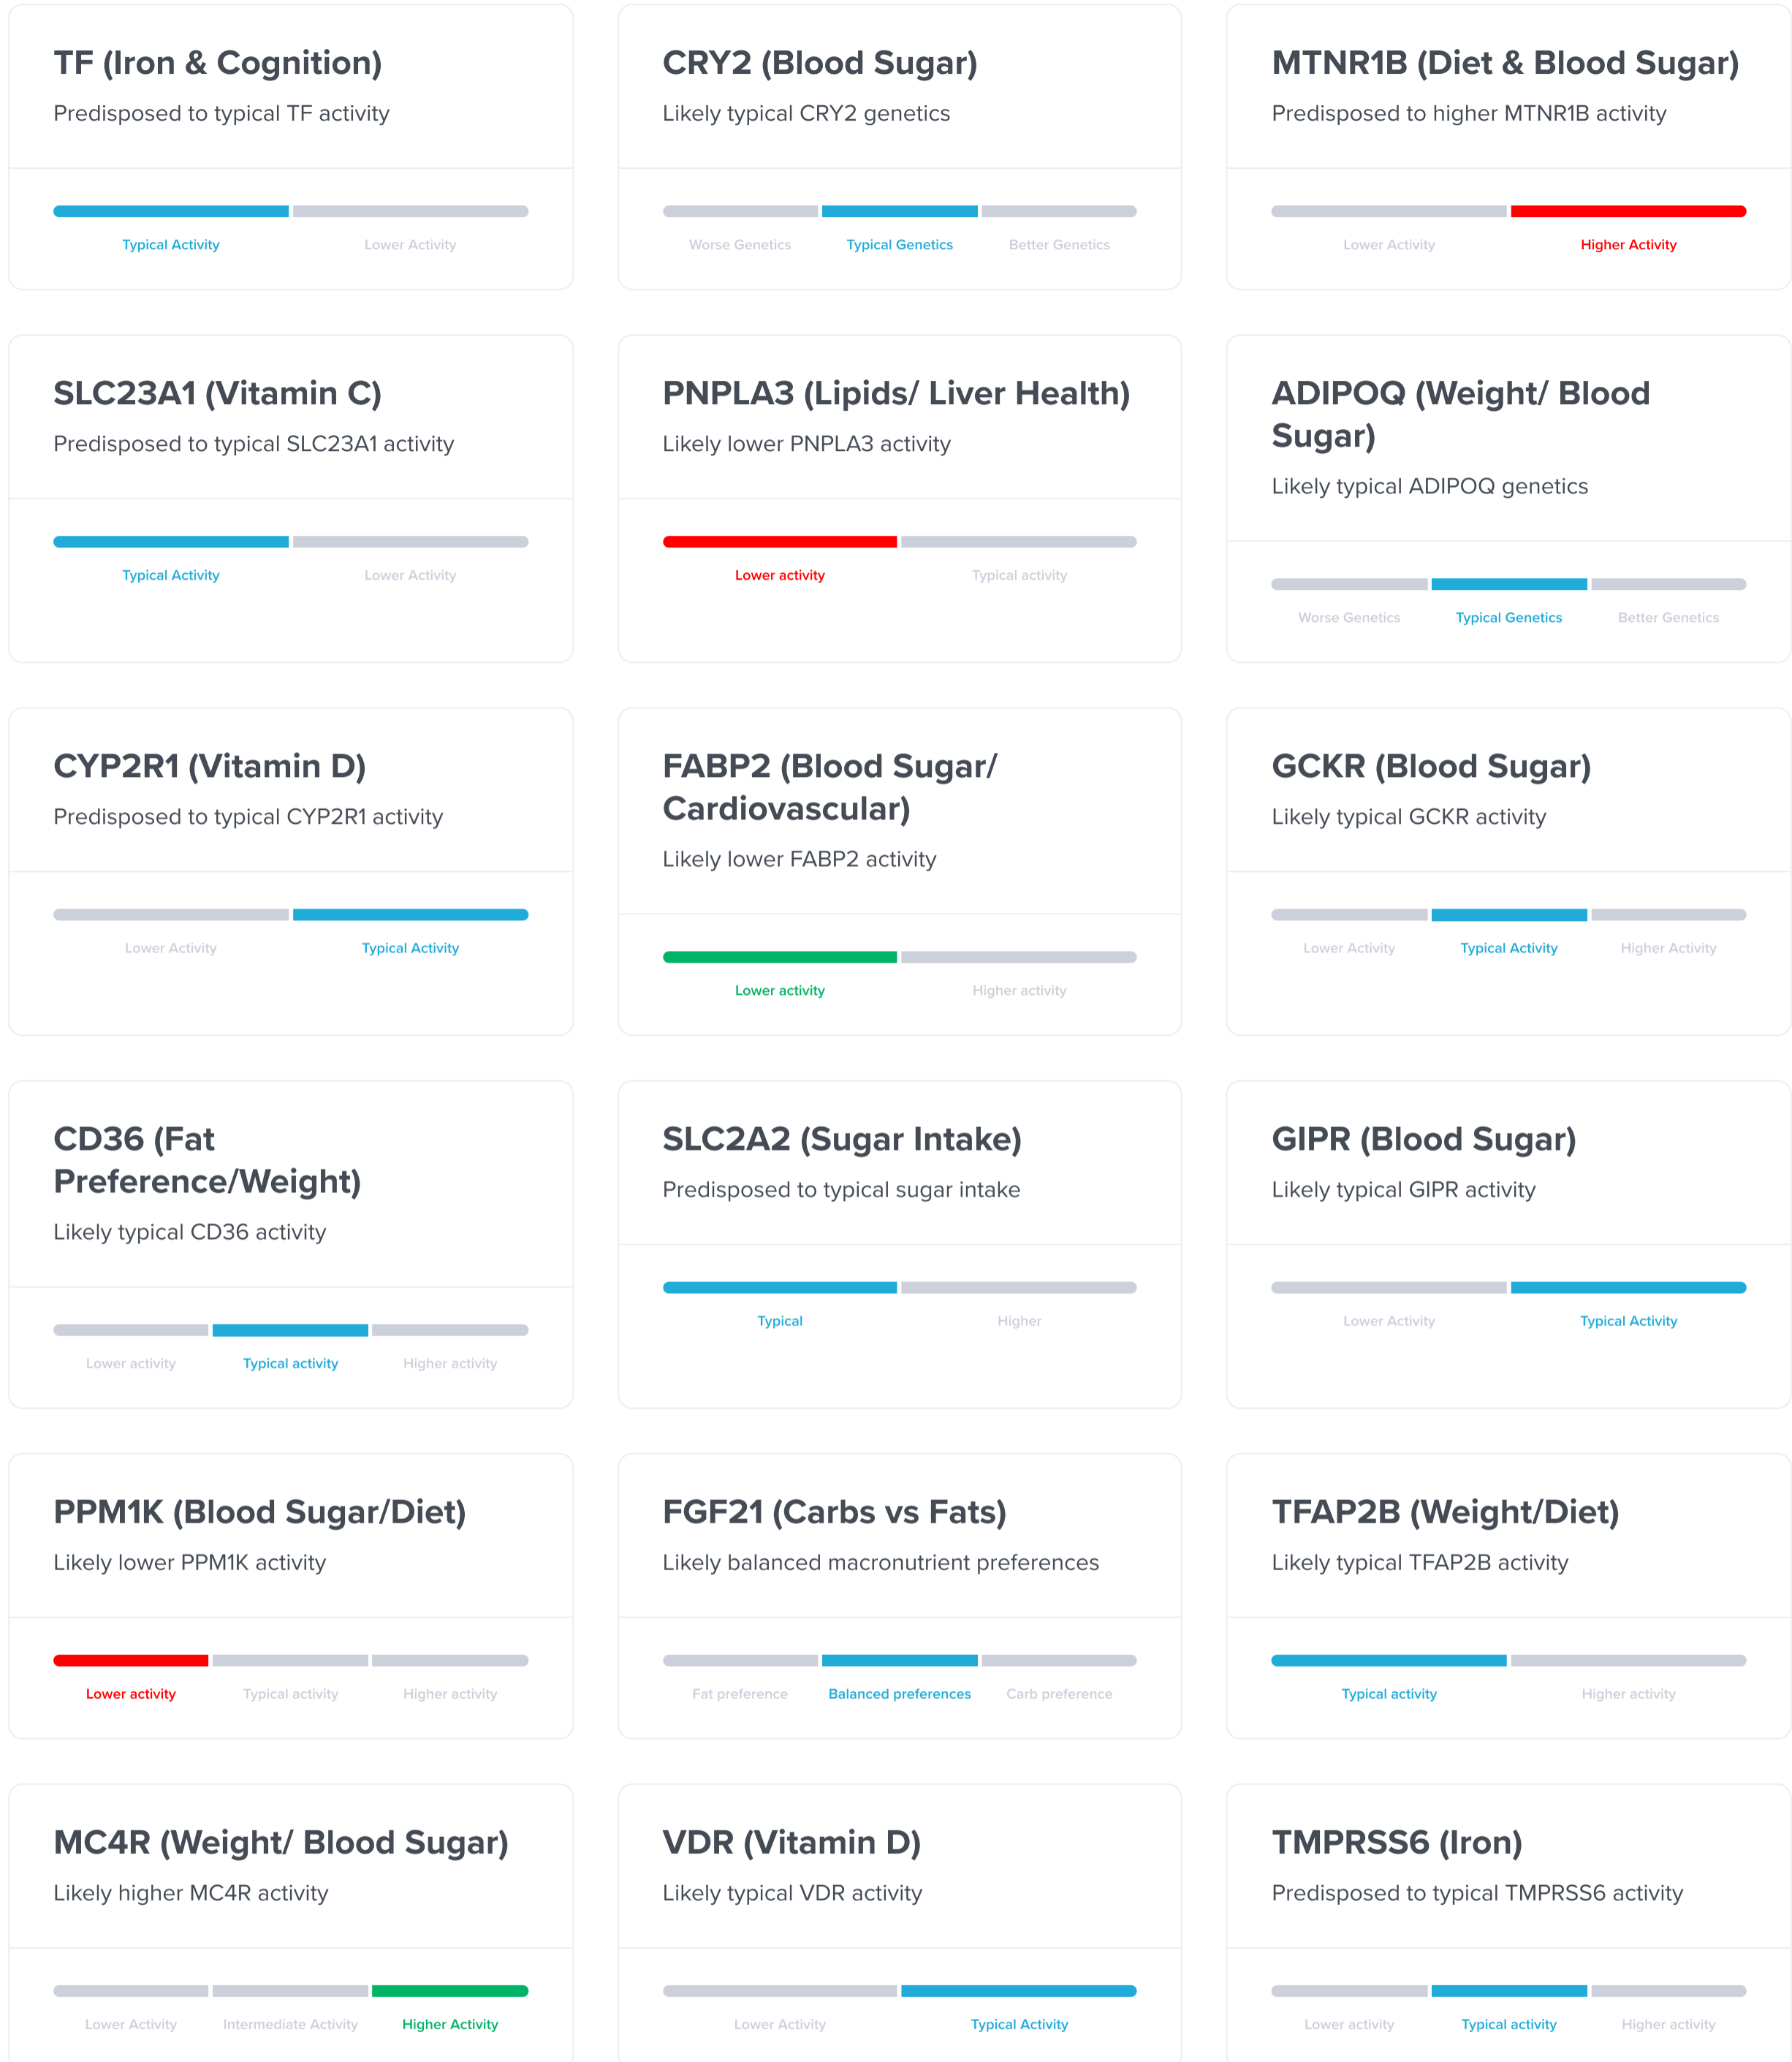 TF (Iron & Cognition)
Predisposed to typical TF activity
Typical Activity
Lower Activity
CRY2 (Blood Sugar)
Likely typical CRY2 genetics
Worse Genetics
Typical Genetics
Better Genetics
MTNR1B (Diet & Blood Sugar)
Predisposed to higher MTNR1B activity
Lower Activity
Higher Activity
SLC23A1 (Vitamin C)
Predisposed to typical SLC23A1 activity
Typical Activity
Lower Activity
PNPLA3 (Lipids/ Liver Health)
Likely lower PNPLA3 activity
Lower activity
Typical activity
ADIPOQ (Weight/ Blood
Sugar)
Likely typical ADIPOQ genetics
Worse Genetics
Typical Genetics
Better Genetics
CYP2R1 (Vitamin D)
Predisposed to typical CYP2R1 activity
Lower Activity
Typical Activity
FABP2 (Blood Sugar/
Cardiovascular)
Likely lower FABP2 activity
Lower activity
Higher activity
GCKR (Blood Sugar)
Likely typical GCKR activity
Lower Activity
Typical Activity
Higher Activity
CD36 (Fat
Preference/Weight)
Likely typical CD36 activity
Lower activity
Typical activity
Higher activity
SLC2A2 (Sugar Intake)
Predisposed to typical sugar intake
Typical
Higher
GIPR (Blood Sugar)
Likely typical GIPR activity
Lower Activity
Typical Activity
PPM1K (Blood Sugar/Diet)
Likely lower PPM1K activity
Lower activity
Typical activity
Higher activity
FGF21 (Carbs vs Fats)
Likely balanced macronutrient preferences
Fat preference
Balanced preferences
Carb preference
TFAP2B (Weight/Diet)
Likely typical TFAP2B activity
Typical activity
Higher activity
MC4R (Weight/ Blood Sugar)
Likely higher MC4R activity
Lower Activity
Intermediate Activity
Higher Activity
VDR (Vitamin D)
Likely typical VDR activity
Lower Activity
Typical Activity
TMPRSS6 (Iron)
Predisposed to typical TMPRSS6 activity
Lower activity
Typical activity
Higher activity